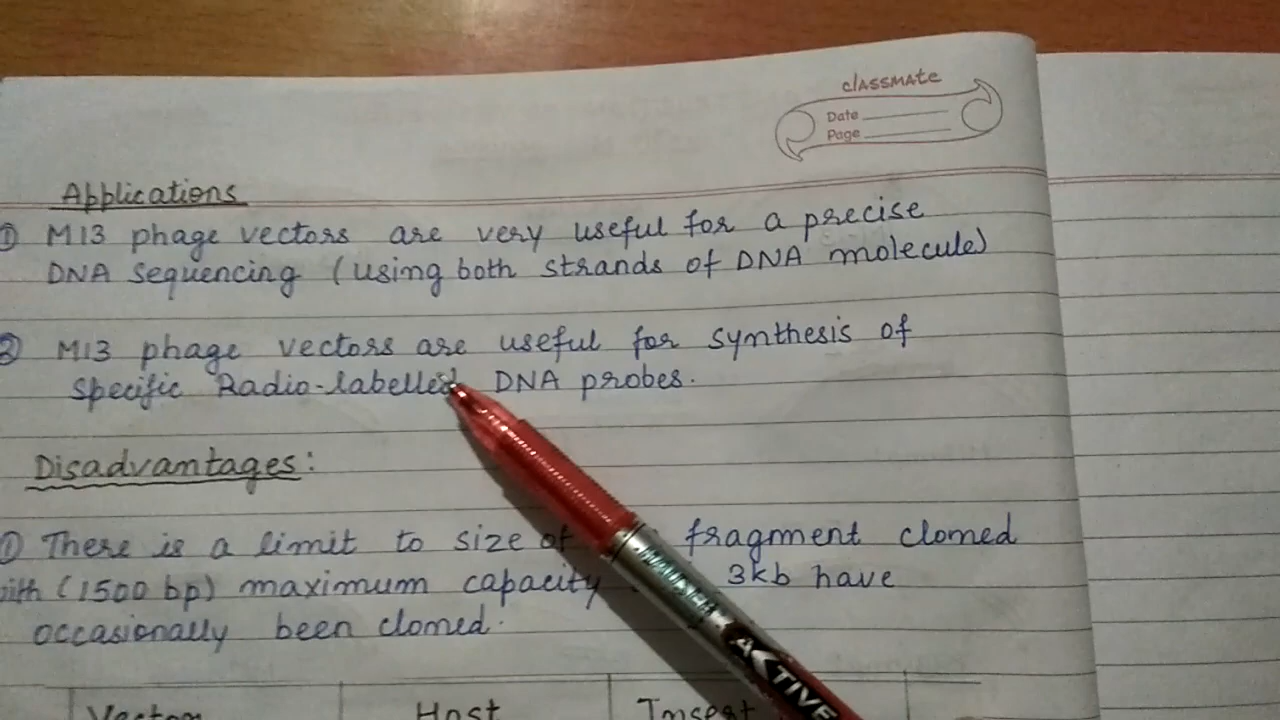 classmate
Date
Page
Applications
① M13 phage vectors are very useful for a precise
DNA sequencing (using both strands of DNA molecule)
② M13 phage vectors are useful for synthesis of
specific Radio-labelled DNA probes.
Disadvantages:
① There is a limit to size of fragment clomed
with (1500 bp) maximum capacity 3kb have
occasionally been clomed.
Vector Host Insert
ACTIVE